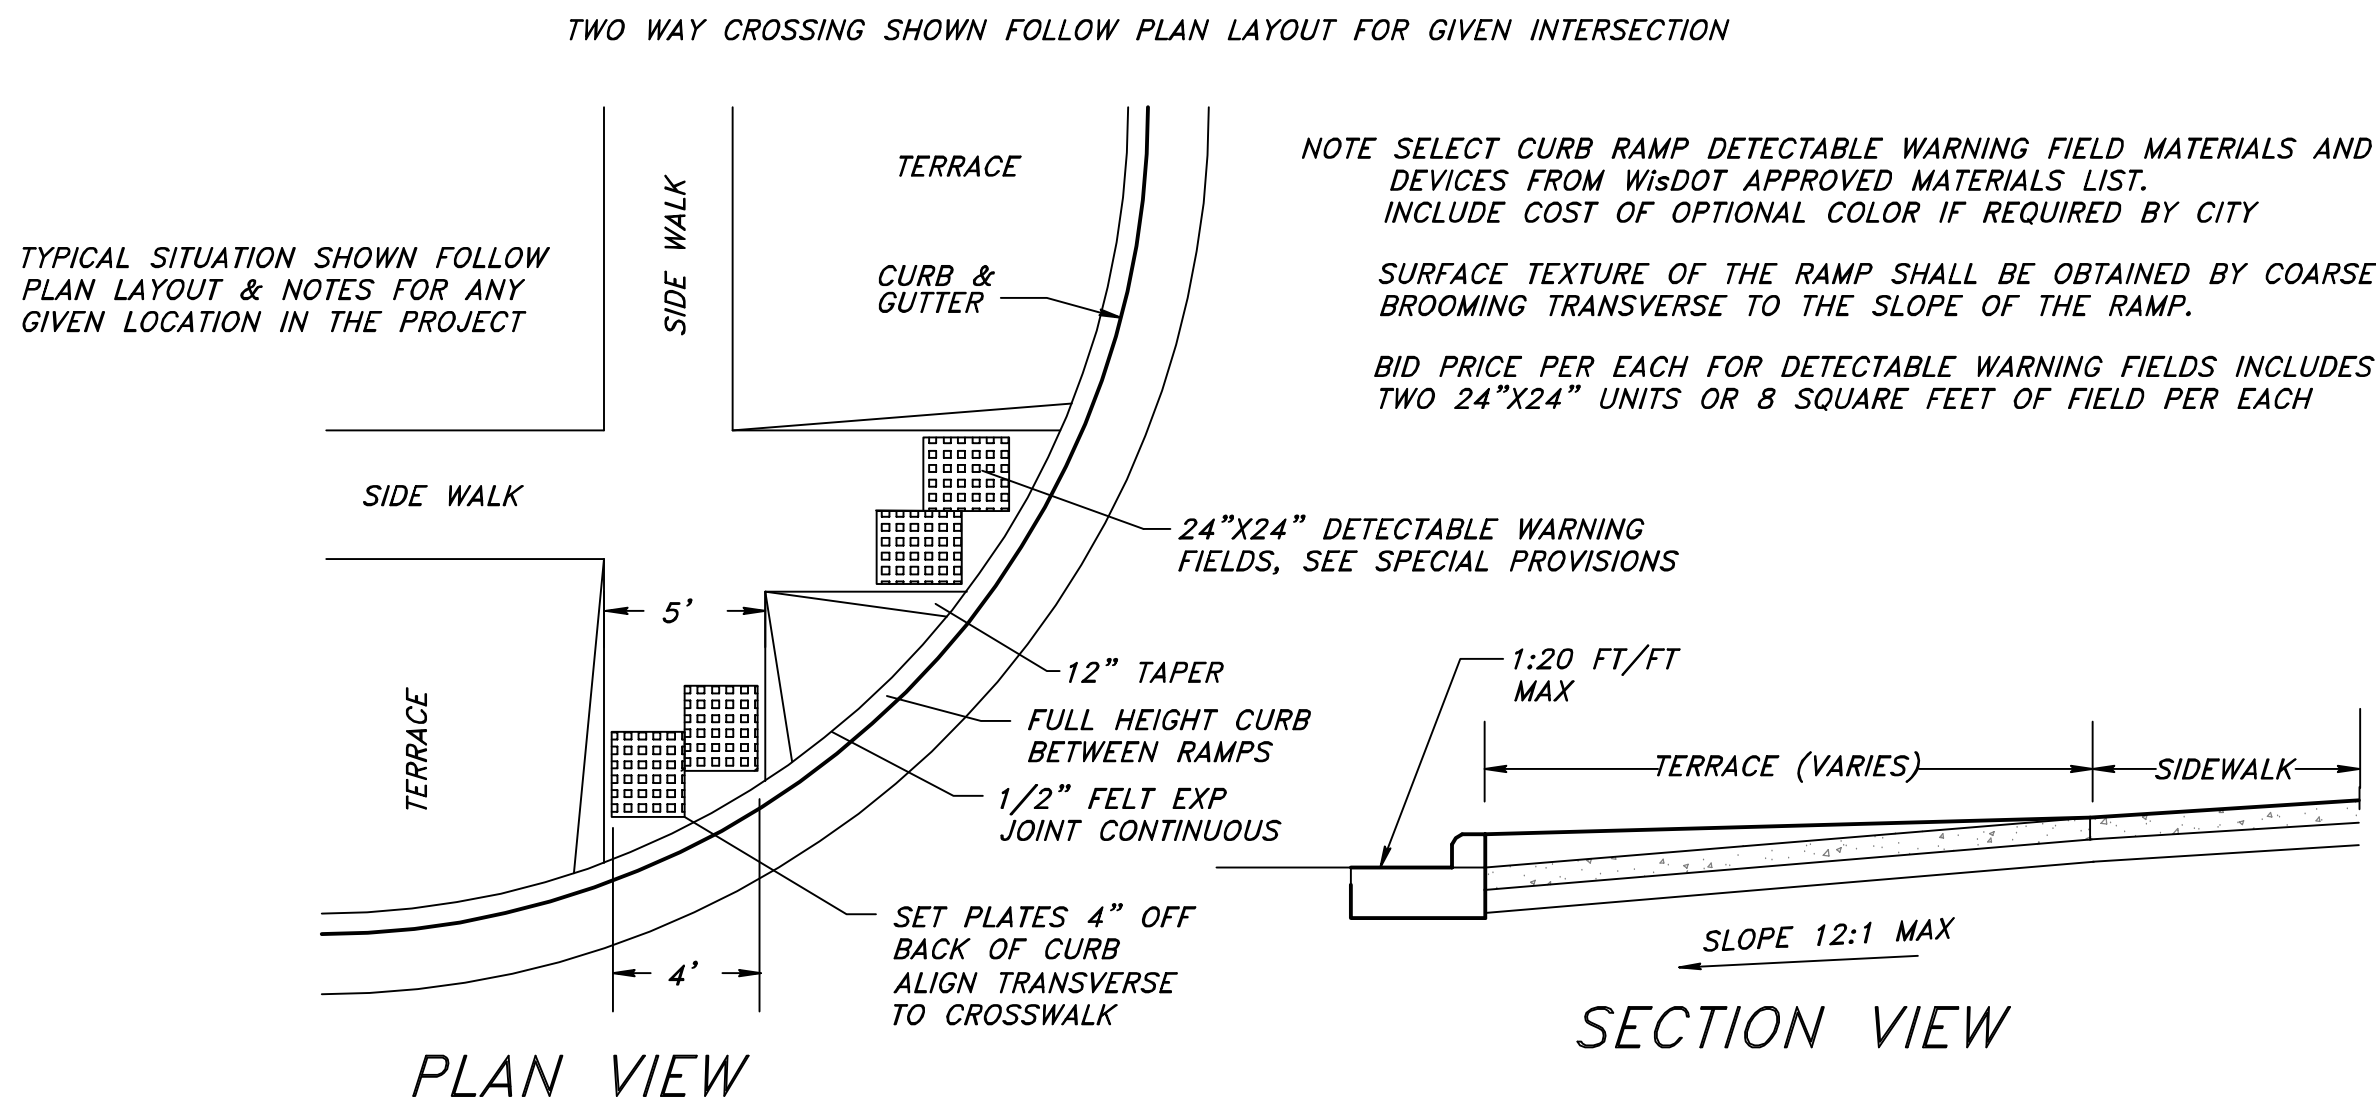 TWO WAY CROSSING SHOWN FOLLOW PLAN LAYOUT FOR GIVEN INTERSECTION
NOTE SELECT CURB RAMP DETECTABLE WARNING FIELD MATERIALS AND
DEVICES FROM WisDOT APPROVED MATERIALS LIST.
INCLUDE COST OF OPTIONAL COLOR IF REQUIRED BY CITY
SURFACE TEXTURE OF THE RAMP SHALL BE OBTAINED BY COARSE
BROOMING TRANSVERSE TO THE SLOPE OF THE RAMP.
BID PRICE PER EACH FOR DETECTABLE WARNING FIELDS INCLUDES
TWO 24"X24" UNITS OR 8 SQUARE FEET OF FIELD PER EACH
TYPICAL SITUATION SHOWN FOLLOW
PLAN LAYOUT & NOTES FOR ANY
GIVEN LOCATION IN THE PROJECT
SIDE WALK
TERRACE
CURB &
GUTTER
SIDE WALK
24"X24" DETECTABLE WARNING
FIELDS, SEE SPECIAL PROVISIONS
5'
12" TAPER
FULL HEIGHT CURB
BETWEEN RAMPS
1/2" FELT EXP
JOINT CONTINUOUS
TERRACE
SET PLATES 4" OFF
BACK OF CURB
ALIGN TRANSVERSE
TO CROSSWALK
4'
PLAN VIEW
1:20 FT/FT
MAX
TERRACE (VARIES)
SIDEWALK
SLOPE 12:1 MAX
SECTION VIEW